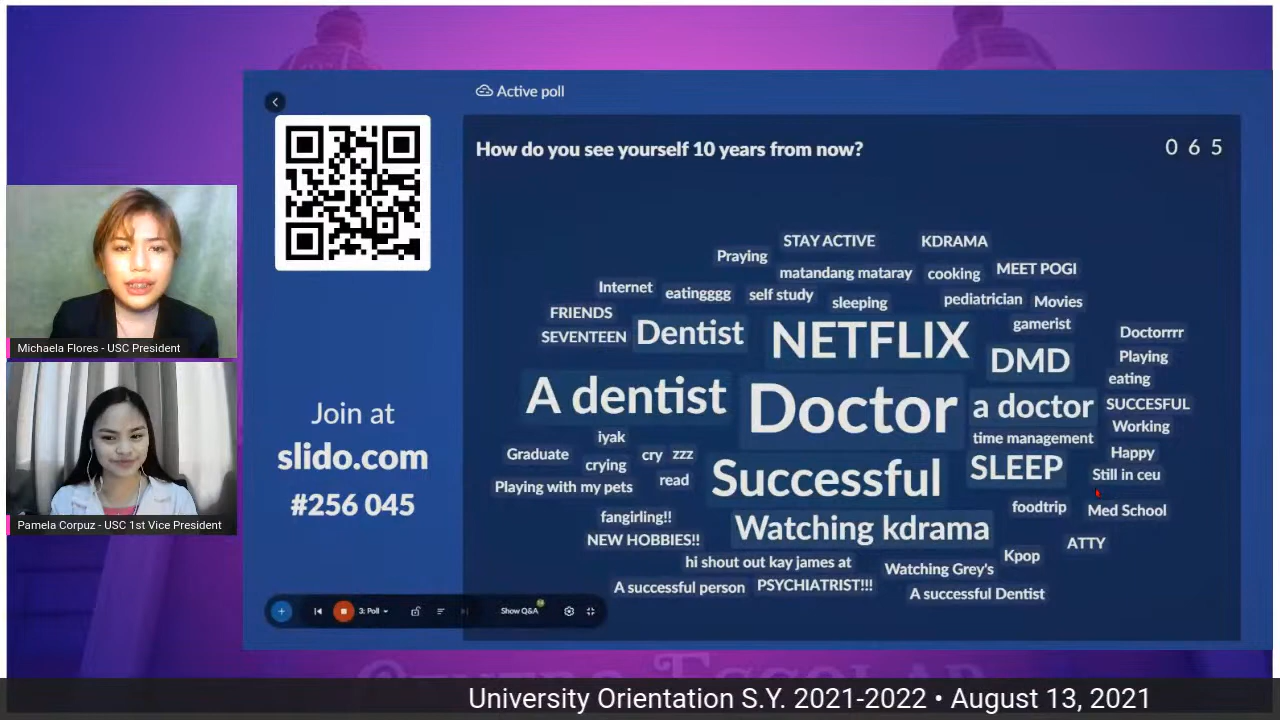 Active poll
How do you see yourself 10 years from now?
0 6 5
STAY ACTIVE
KDRAMA
Praying
matandang mataray
cooking
MEET POGI
Internet
eatingggg
self study
sleeping
pediatrician
Movies
FRIENDS
gamerist
SEVENTEEN
Dentist
NETFLIX
DMD
Doctorrrr
Playing
eating
A dentist
Doctor
a doctor
SUCCESFUL
Working
iyak
time management
Graduate
crying
cry
zzz
Happy
Successful
SLEEP
Still in ceu
Playing with my pets
read
foodtrip
Med School
fangirling!!
Watching kdrama
NEW HOBBIES!!
ATTY
hi shout out kay james at
Watching Grey's
Kpop
A successful person
PSYCHIATRIST!!!
A successful Dentist
Join at
slido.com
#256 045
3: Poll
Show Q&A
Michaela Flores - USC President
Pamela Corpuz - USC 1st Vice President
University Orientation S.Y. 2021-2022 • August 13, 2021